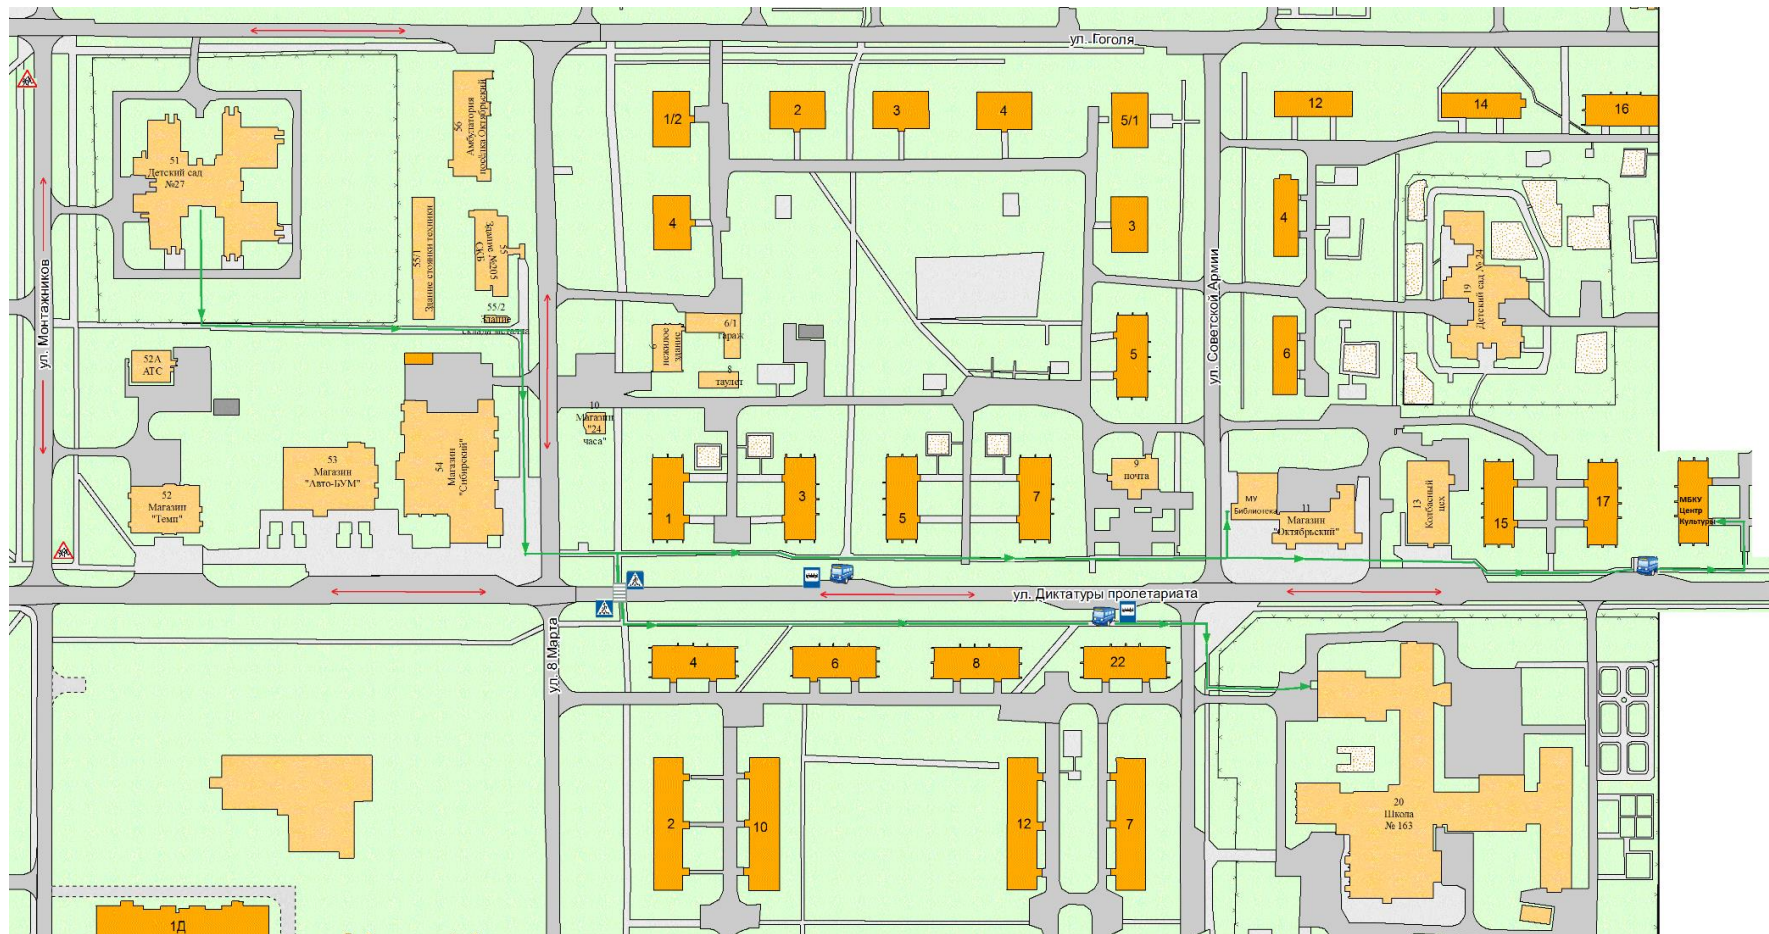 ул. Гоголя
56
Амбулатория
посёлка Октябрьский
1/2
2
3
4
5/1
12
14
16
51
Детский сад
№27
4
3
4
55/1
Здание стоянки техники
55
Здание №205
СКБ
ул. Монтажников
ул. Советской Армии
19
Детский сад № 24
55/2
Здание
6
нежилое
здание
6/1
гараж
8
туалет
5
6
52А
АТС
10
Магазин
"24
часа"
53
Магазин
"Авто-БУМ"
54
Магазин
"Сибирский"
52
Магазин
"Темп"
1
3
5
7
9
почта
МУ
Библиотека
11
Магазин
"Октябрьский"
13
Колбасный
цех
15
17
МБКУ
Центр
Культуры
ул. Диктатуры пролетариата
ул. 8 Марта
4
6
8
22
2
10
12
7
20
Школа
№ 163
1Д